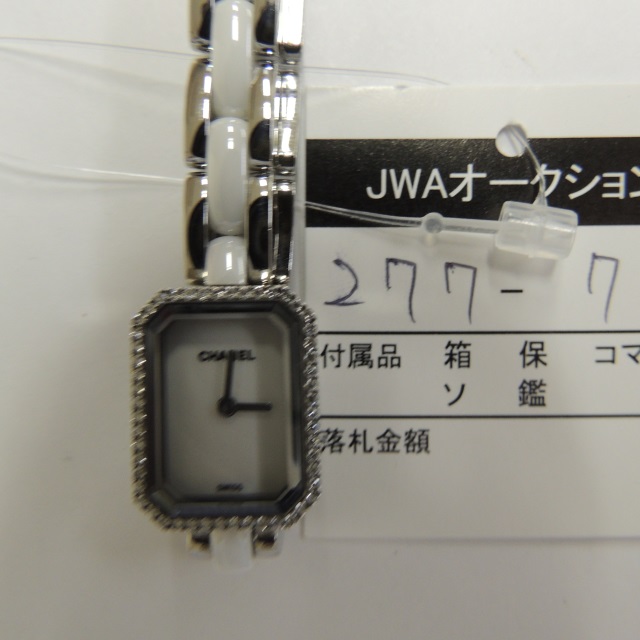 CHANEL
JWAオークション
277-7
付属品 箱 保 コマ
ソ 鑑
落札金額